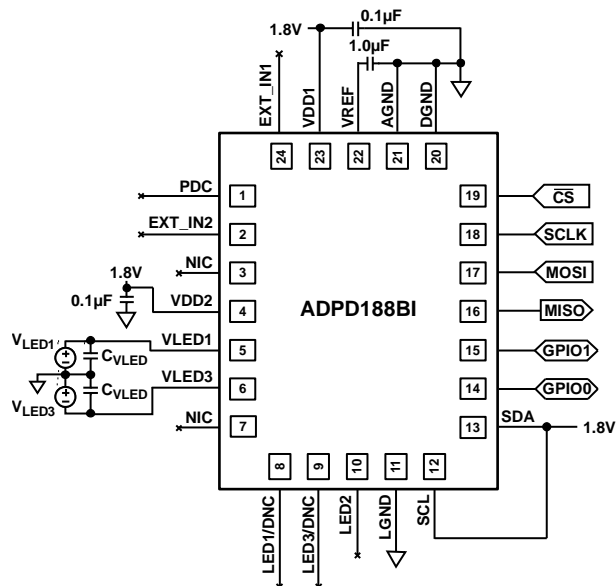 1.8V
0.1µF
1.0µF
EXT_IN1
VDD1
VREF
AGND
DGND
24
23
22
21
20
PDC
1
19
CS
EXT_IN2
2
18
SCLK
NIC
3
17
MOSI
1.8V
0.1µF
VDD2
4
ADPD188BI
16
MISO
VLED1
CVLED
VLED1
5
15
GPIO1
VLED3
CVLED
VLED3
6
14
GPIO0
NIC
7
SDA
13
1.8V
8
9
10
11
12
LED1/DNC
LED3/DNC
LED2
LGND
SCL